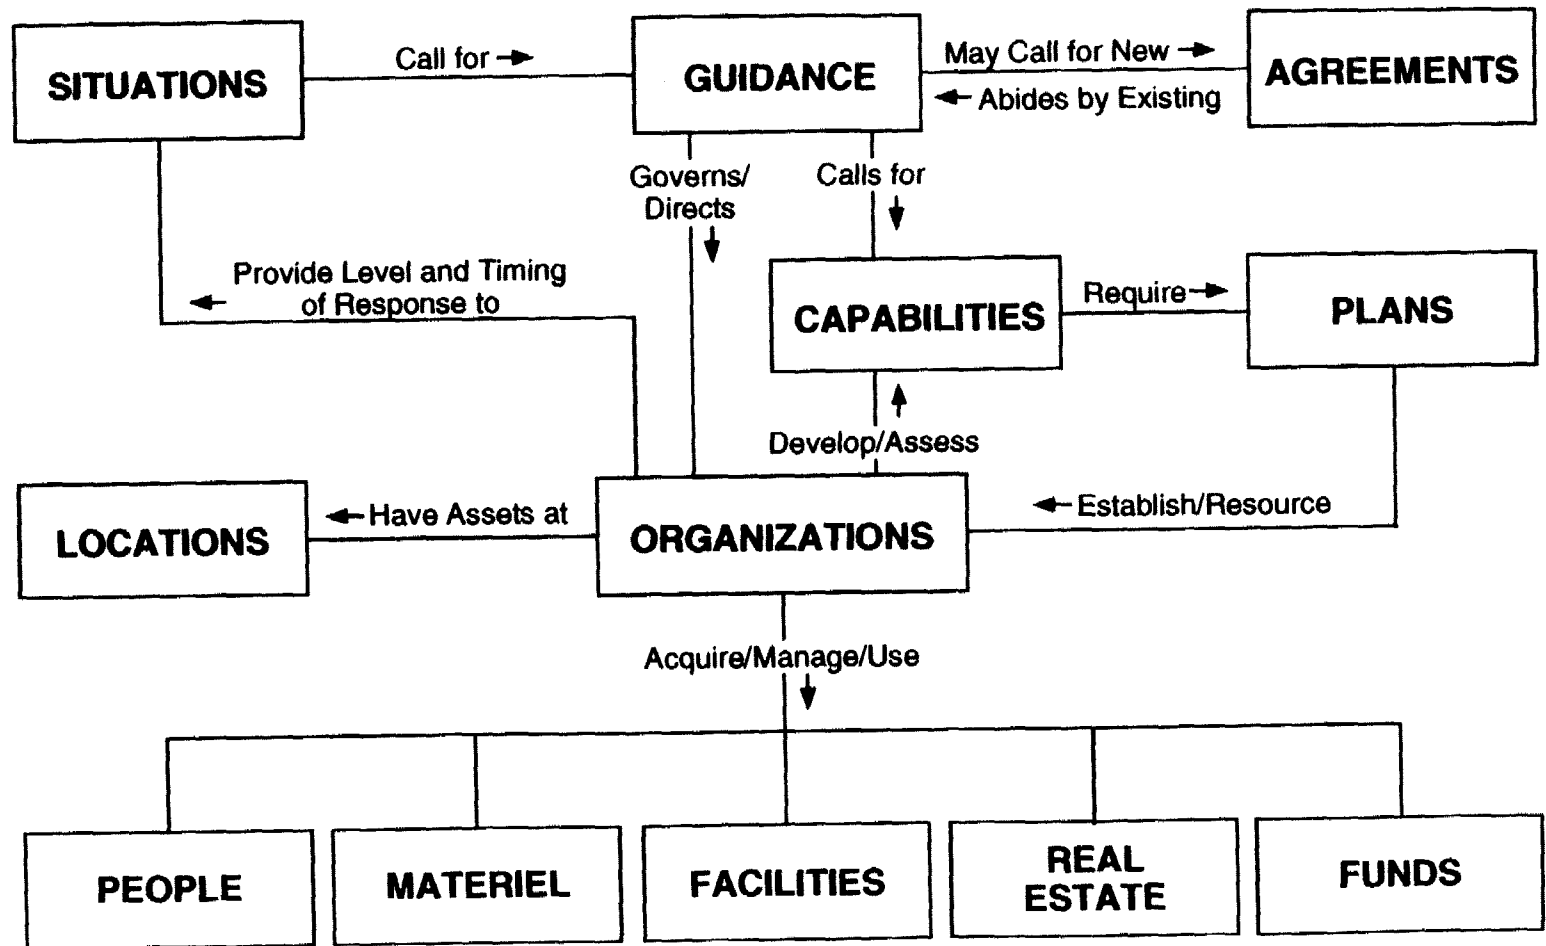 SITUATIONS
Call for
GUIDANCE
May Call for New
Abides by Existing
AGREEMENTS
Governs/
Directs
Calls for
Provide Level and Timing
of Response to
CAPABILITIES
Require
PLANS
Develop/Assess
LOCATIONS
Have Assets at
ORGANIZATIONS
Establish/Resource
Acquire/Manage/Use
PEOPLE
MATERIEL
FACILITIES
REAL
ESTATE
FUNDS